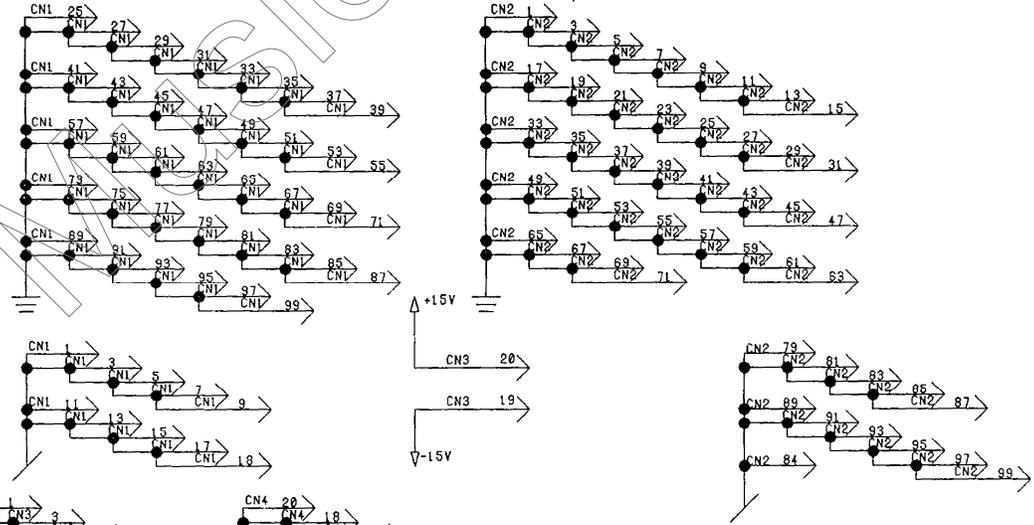 CN1 25
CN1 27
CN1 29
CN1 31
CN1 33
CN1 35
CN1 37
CN1 39
CN1 41
CN1 43
CN1 45
CN1 47
CN1 49
CN1 51
CN1 53
CN1 55
CN1 57
CN1 59
CN1 61
CN1 63
CN1 65
CN1 67
CN1 69
CN1 71
CN1 73
CN1 75
CN1 77
CN1 79
CN1 81
CN1 83
CN1 85
CN1 87
CN1 89
CN1 91
CN1 93
CN1 95
CN1 97
CN1 99
CN2 1
CN2 3
CN2 5
CN2 7
CN2 9
CN2 11
CN2 13
CN2 15
CN2 17
CN2 19
CN2 21
CN2 23
CN2 25
CN2 27
CN2 29
CN2 31
CN2 33
CN2 35
CN2 37
CN2 39
CN2 41
CN2 43
CN2 45
CN2 47
CN2 49
CN2 51
CN2 53
CN2 55
CN2 57
CN2 59
CN2 61
CN2 63
CN2 65
CN2 67
CN2 69
CN2 71
+15V
CN3 20
CN3 19
-15V
CN1 1
CN1 3
CN1 5
CN1 7
CN1 9
CN1 11
CN1 13
CN1 15
CN1 17
18
CN2 79
CN2 81
CN2 83
CN2 85
CN2 87
CN2 89
CN2 91
CN2 93
CN2 95
CN2 97
CN2 99
CN2 84
1
CN3 3
CN4 20
CN4 18